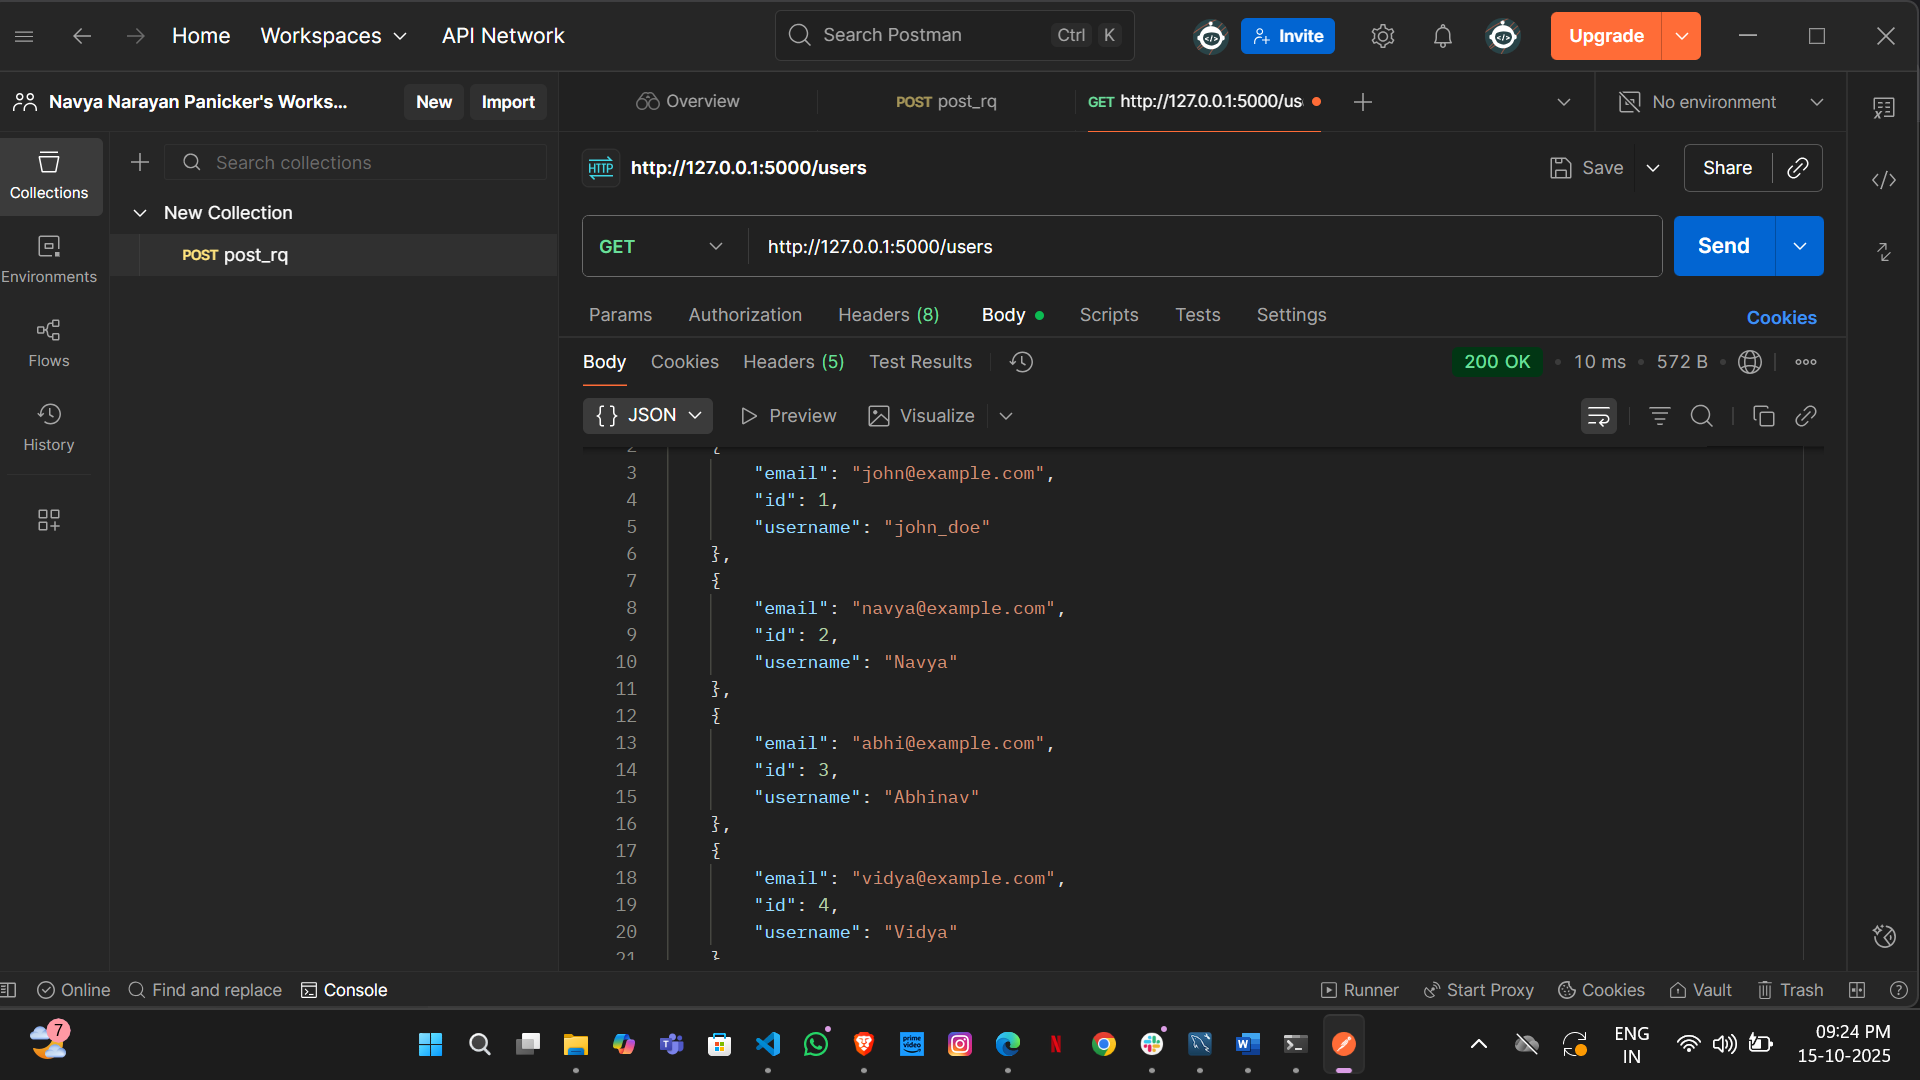 Home Workspaces API Network Search Postman Ctrl K Invite Upgrade
Navya Narayan Panicker's Works... New Import Overview POST post_rq GET http://127.0.0.1:5000/us No environment
Collections
Search collections
New Collection
POST post_rq
Environments
Flows
History
http://127.0.0.1:5000/users Save Share
GET http://127.0.0.1:5000/users Send
Params Authorization Headers (8) Body Scripts Tests Settings Cookies
Body Cookies Headers (5) Test Results 200 OK 10 ms 572 B
{} JSON Preview Visualize
2 {
3 "email": "john@example.com",
4 "id": 1,
5 "username": "john_doe"
6 },
7 {
8 "email": "navya@example.com",
9 "id": 2,
10 "username": "Navya"
11 },
12 {
13 "email": "abhi@example.com",
14 "id": 3,
15 "username": "Abhinav"
16 },
17 {
18 "email": "vidya@example.com",
19 "id": 4,
20 "username": "Vidya"
21 }
Online Find and replace Console Runner Start Proxy Cookies Vault Trash
7 prime video ENG IN 09:24 PM
15-10-2025